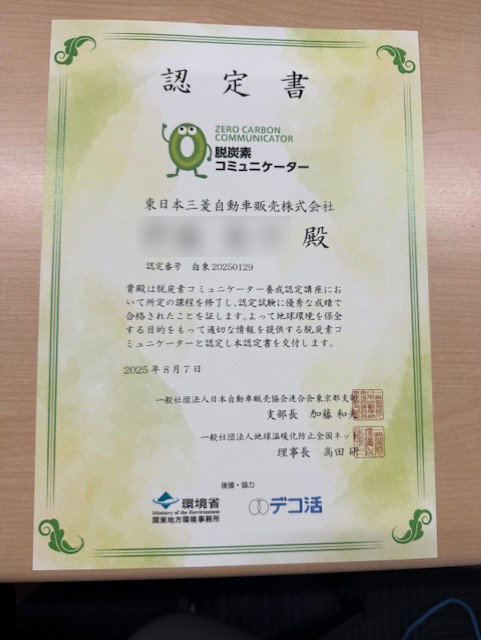 認定書
ZERO CARBON
COMMUNICATOR
脱炭素
コミュニケーター
東日本三菱自動車販売株式会社
殿
認定番号 自東20250129
貴殿は脱炭素コミュニケーター養成認定講座にお
いて所定の課程を修了し、認定試験に優秀な成績で
合格されたことを証します。よって地球環境を保全
する目的をもって適切な情報を提供する脱炭素コ
ミュニケーターと認定し本認定書を交付します。
2025年8月7日
一般社団法人日本自動車販売協会連合会東京都支部
支部長 加藤 和夫
一般社団法人地球温暖化防止全国ネット
理事長 高田 研
後援・協力
環境省
Ministry of the Environment
関東地方環境事務所
デコ活